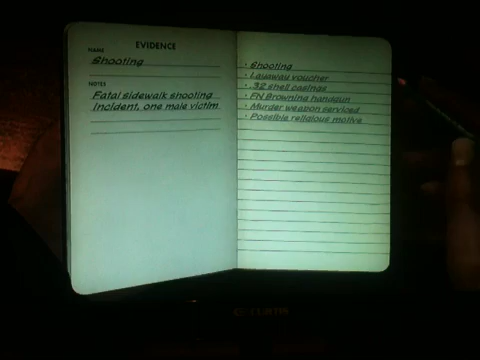 EVIDENCE
NAME
Shooting
NOTES
Fatal sidewalk shooting
incident, one male victim
• Shooting
• Layaway voucher
• .32 shell casings
• FN Browning handgun
• Murder weapon serviced
• Possible religious motive